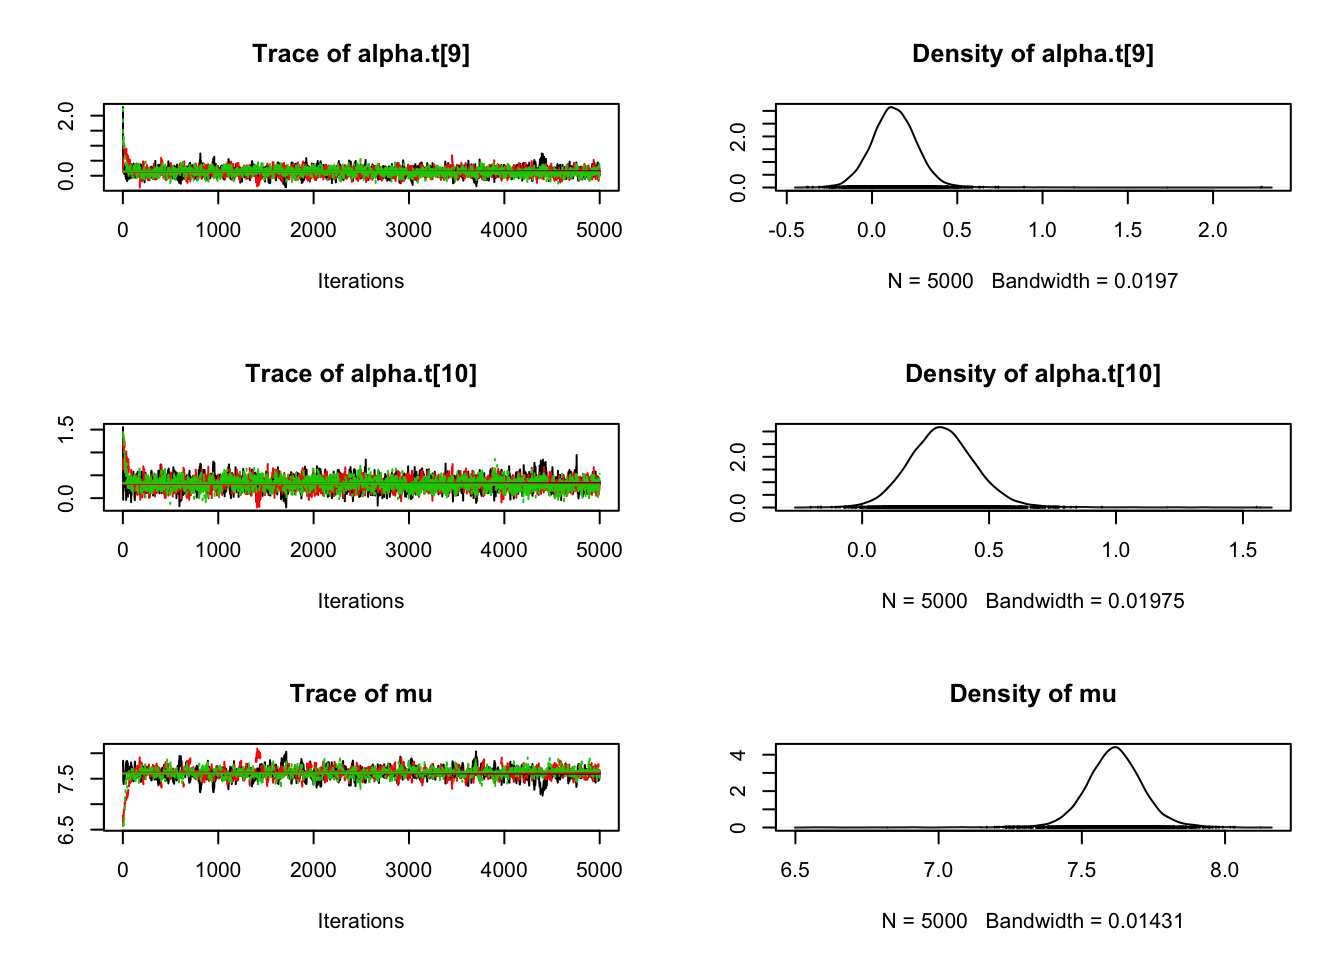 Trace of alpha.t[9]
2.0
0.0
0 1000 2000 3000 4000 5000
Iterations
Density of alpha.t[9]
2.0
0.0
-0.5 0.0 0.5 1.0 1.5 2.0
N = 5000 Bandwidth = 0.0197
Trace of alpha.t[10]
1.5
0.0
0 1000 2000 3000 4000 5000
Iterations
Density of alpha.t[10]
2.0
0.0
0.0 0.5 1.0 1.5
N = 5000 Bandwidth = 0.01975
Trace of mu
7.5
6.5
0 1000 2000 3000 4000 5000
Iterations
Density of mu
4
2
0
6.5 7.0 7.5 8.0
N = 5000 Bandwidth = 0.01431